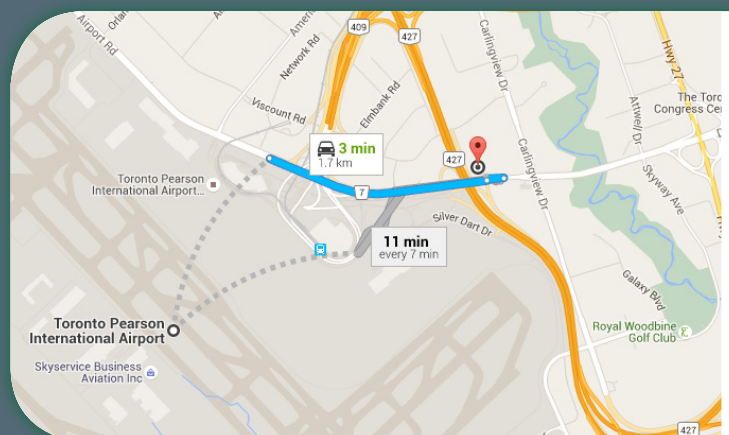 Orlan
Airport Rd
Ameri
Network Rd
409
427
Carlingview Dr
Hwy 27
Viscount Rd
Elmbank Rd
Attwell Dr
The Toro
Congress Cen
3 min
1.7 km
427
Carlingview Dr
Toronto Pearson
International Airport...
7
Skyway Ave
Silver Dart Dr
11 min
every 7 min
Galaxy Blvd
Toronto Pearson
International Airport
Royal Woodbine
Golf Club
Skyservice Business
Aviation Inc
427